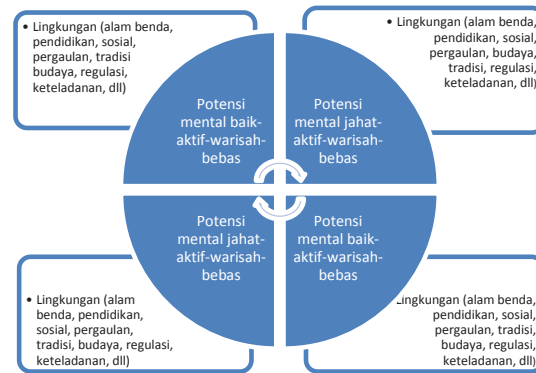 • Lingkungan (alam benda,
pendidikan, sosial,
pergaulan, tradisi
budaya, regulasi,
keteladanan, dll)
• Lingkungan (alam benda,
pendidikan, sosial,
pergaulan, budaya,
tradisi, regulasi,
keteladanan, dll)
Potensi
mental baik-
aktif-warisah-
bebas
Potensi
mental jahat-
aktif-warisah-
bebas
Potensi
mental jahat-
aktif-warisah-
bebas
Potensi
mental baik-
aktif-warisah-
bebas
• Lingkungan (alam
benda, pendidikan,
sosial, pergaulan,
tradisi, budaya, regulasi,
keteladanan, dll)
Lingkungan (alam benda,
pendidikan, sosial,
pergaulan, tradisi,
budaya, regulasi,
keteladanan, dll)